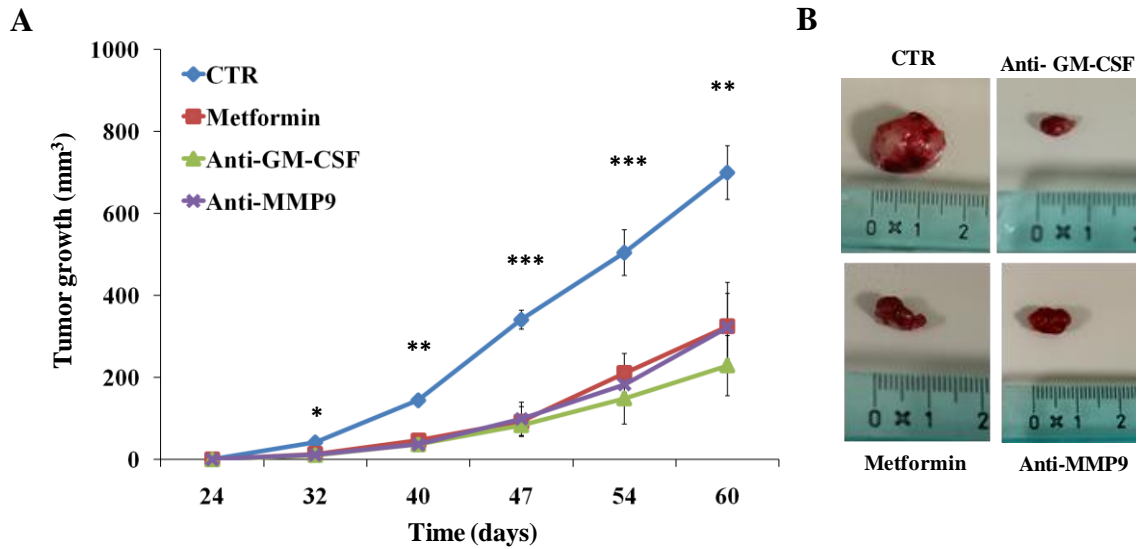 A
B
1000
800
600
400
200
0
Tumor growth (mm³)
CTR
Metformin
Anti-GM-CSF
Anti-MMP9
*
**
***
***
**
24 32 40 47 54 60
Time (days)
CTR Anti- GM-CSF
0 1 2
0 1
0 1 2
0 1 2
Metformin Anti-MMP9